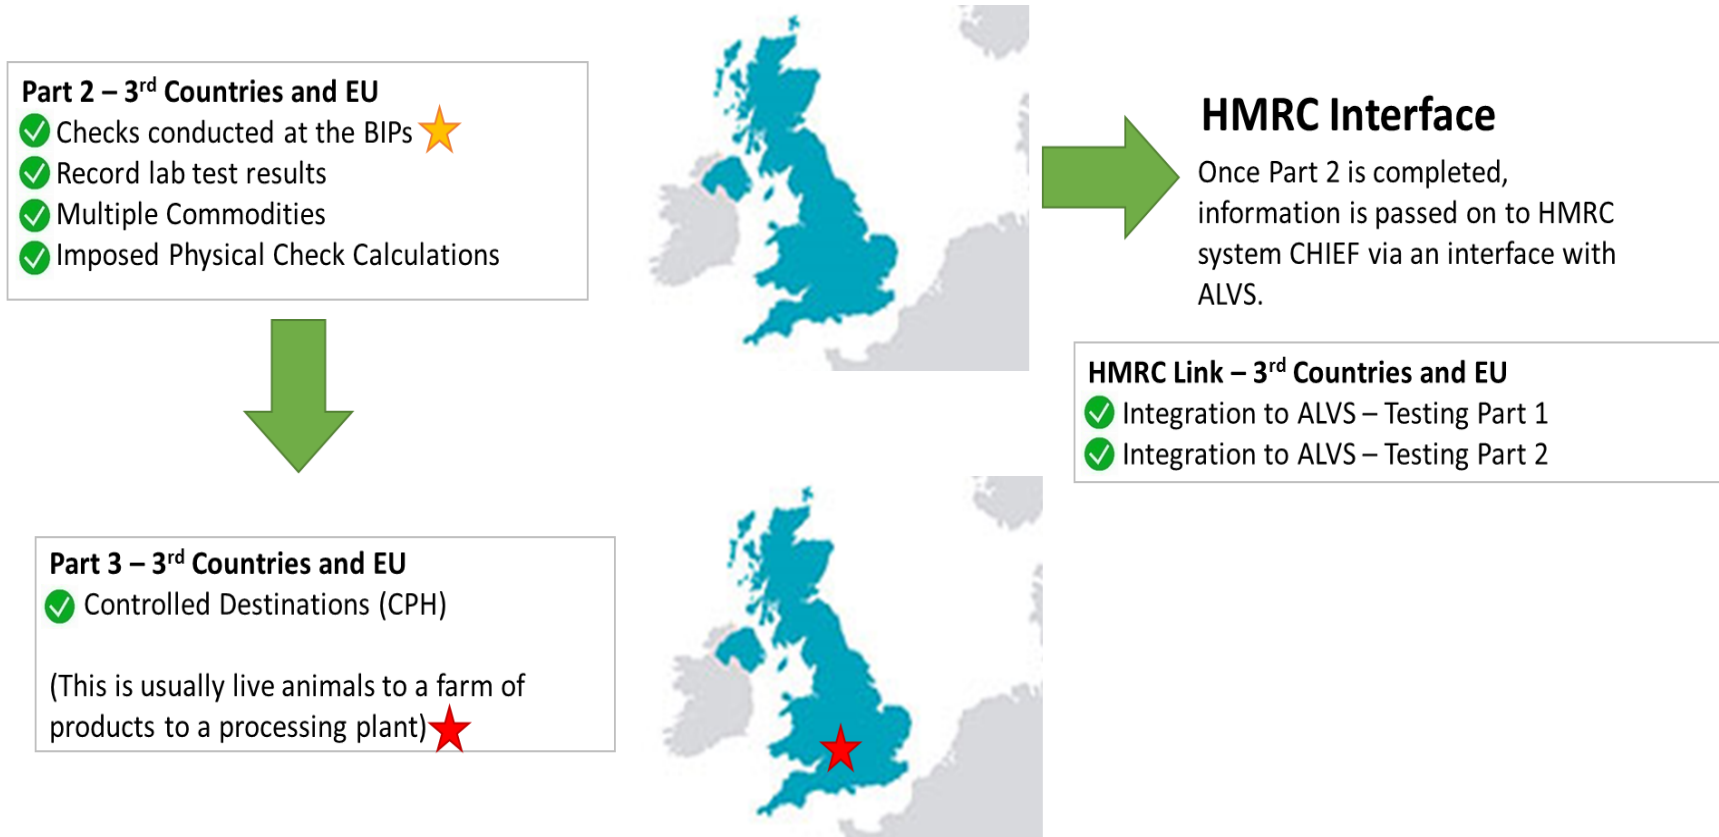 Part 2 – 3rd Countries and EU
Checks conducted at the BIPs
Record lab test results
Multiple Commodities
Imposed Physical Check Calculations
HMRC Interface
Once Part 2 is completed,
information is passed on to HMRC
system CHIEF via an interface with
ALVS.
HMRC Link – 3rd Countries and EU
Integration to ALVS – Testing Part 1
Integration to ALVS – Testing Part 2
Part 3 – 3rd Countries and EU
Controlled Destinations (CPH)
(This is usually live animals to a farm of
products to a processing plant)